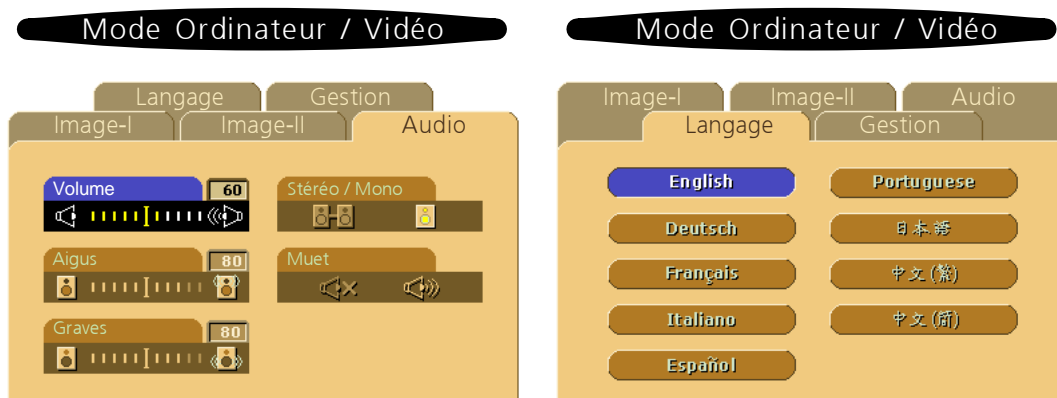 Mode Ordinateur / Vidéo
Langage Gestion
Image-I Image-II Audio
Volume 60
Stéréo / Mono
Aigus 80
Muet
Graves 80
Mode Ordinateur / Vidéo
Image-I Image-II Audio
Langage Gestion
English
Portuguese
Deutsch
日本語
Français
中文(繁)
Italiano
中文(简)
Español